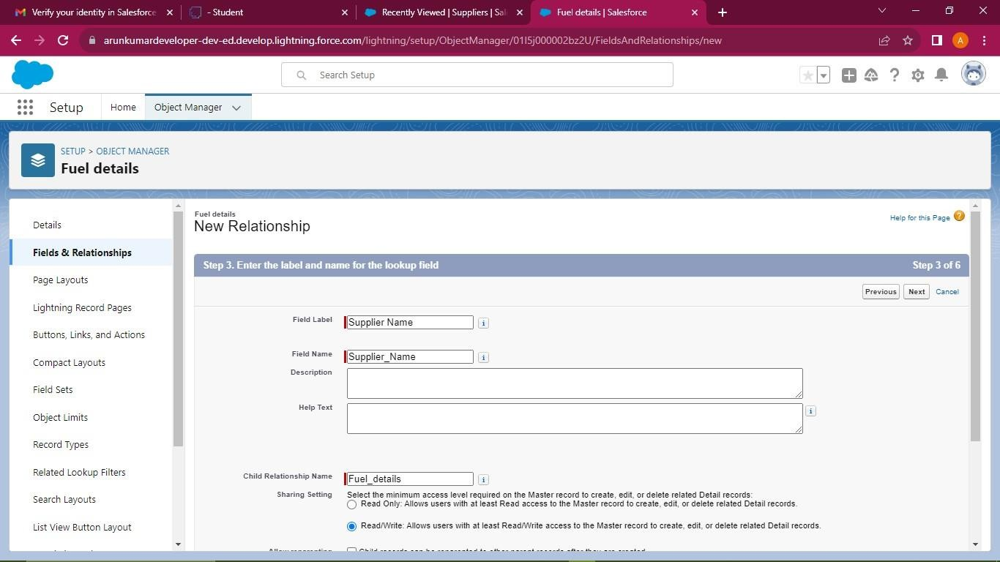 Verify your identity in Salesforce
- Student
Recently Viewed | Suppliers | Sal
Fuel details | Salesforce
arunkumardeveloper-dev-ed.develop.lightning.force.com/lightning/setup/ObjectManager/01I5j000002bz2U/FieldsAndRelationships/new
A
Search Setup
Setup
Home
Object Manager
SETUP > OBJECT MANAGER
Fuel details
Details
Fields & Relationships
Page Layouts
Lightning Record Pages
Buttons, Links, and Actions
Compact Layouts
Field Sets
Object Limits
Record Types
Related Lookup Filters
Search Layouts
List View Button Layout
Fuel details
New Relationship
Help for this Page
Step 3. Enter the label and name for the lookup field
Step 3 of 6
Previous Next Cancel
Field Label Supplier Name
Field Name Supplier_Name
Description
Help Text
Child Relationship Name Fuel_details
Sharing Setting Select the minimum access level required on the Master record to create, edit, or delete related Detail records:
Read Only: Allows users with at least Read access to the Master record to create, edit, or delete related Detail records.
Read/Write: Allows users with at least Read/Write access to the Master record to create, edit, or delete related Detail records.
Allow reparenting Child records can be reparented to other parent records after they are created